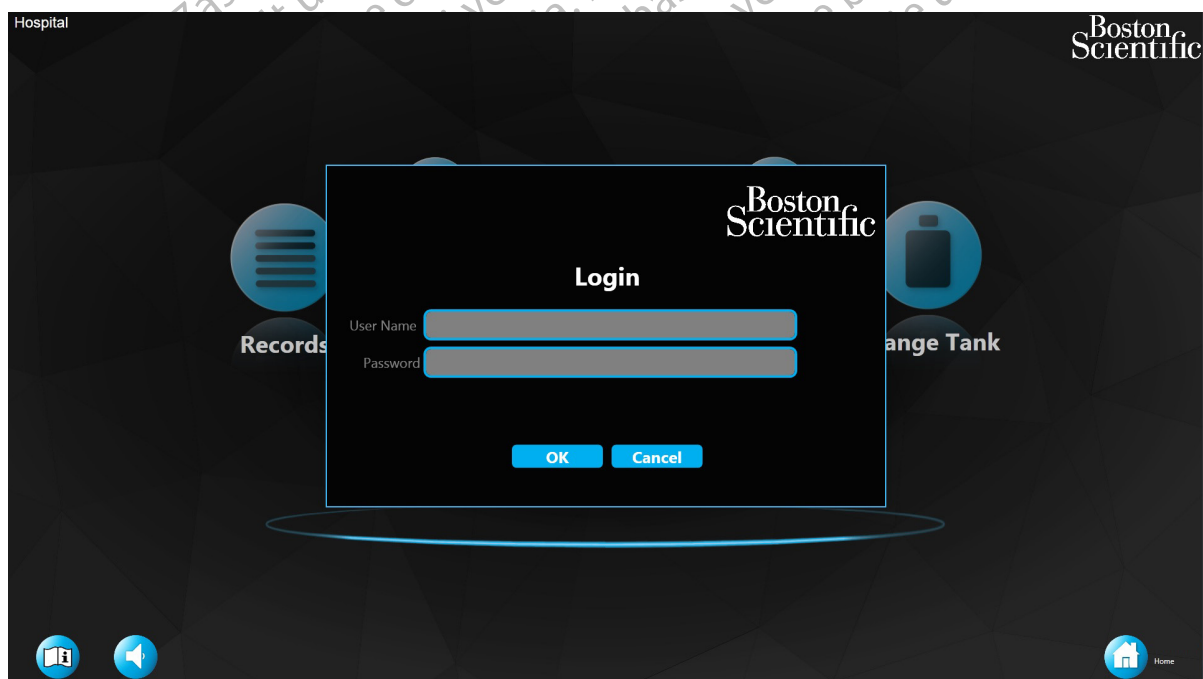 Hospital
Boston
Scientific
Boston
Scientific
Login
User Name
Password
Records
ange Tank
OK
Cancel
Home